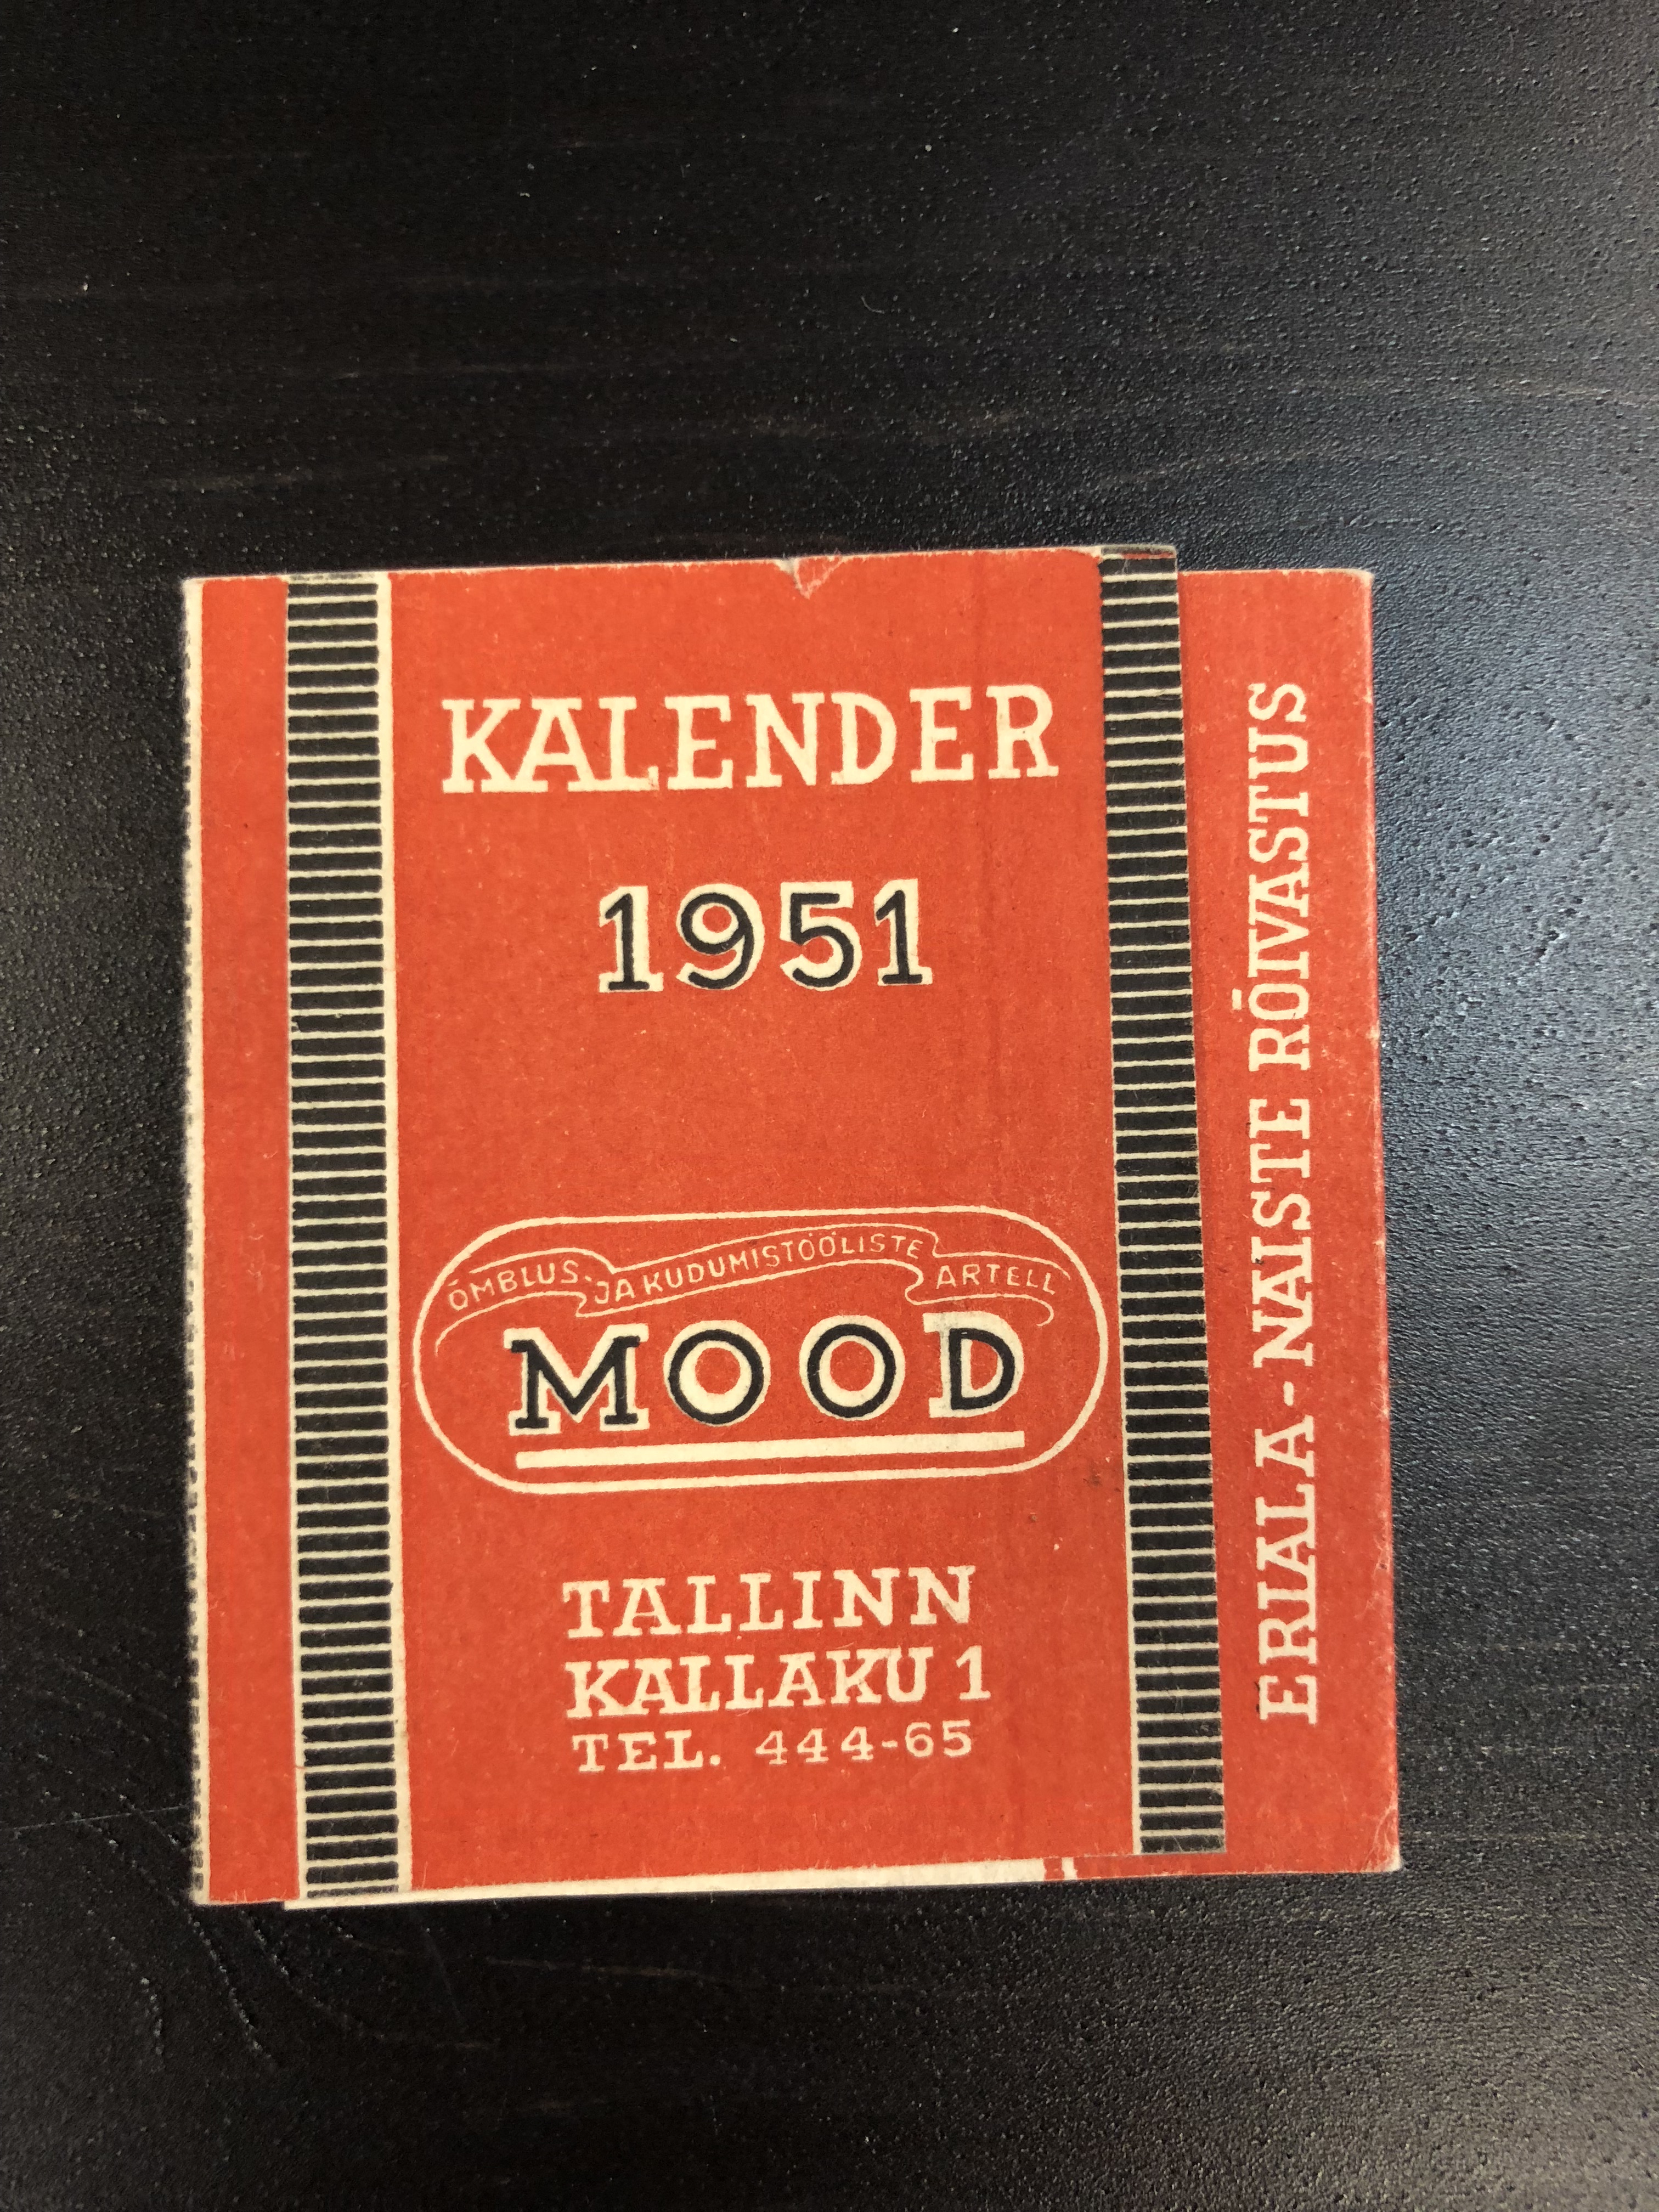 KALENDER
1951
ÕMBLUS- JA KUDUMISTÖÖLISTE ARTELL
MOOD
TALLINN
KALLAKU 1
TEL. 444-65
ERIALA - NAISTE RÕIVASTUS